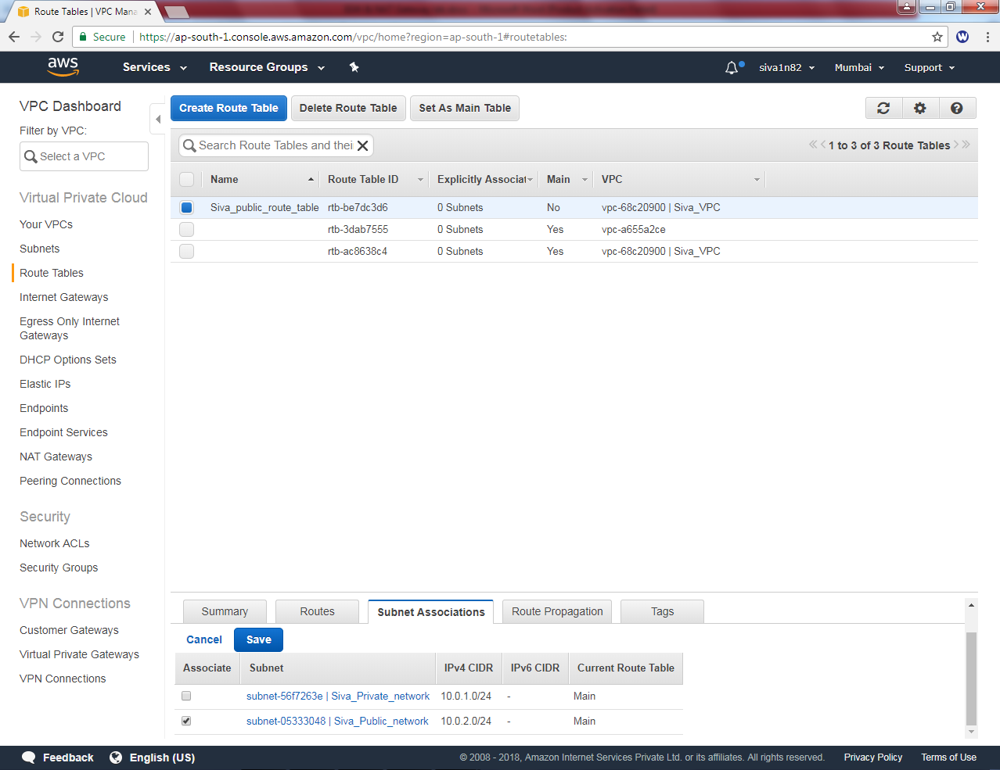 Route Tables | VPC Mana
Secure https://ap-south-1.console.aws.amazon.com/vpc/home?region=ap-south-1#routetables:
W
aws Services Resource Groups siva1n82 Mumbai Support
VPC Dashboard
Filter by VPC:
Select a VPC
Virtual Private Cloud
Your VPCs
Subnets
Route Tables
Internet Gateways
Egress Only Internet
Gateways
DHCP Options Sets
Elastic IPs
Endpoints
Endpoint Services
NAT Gateways
Peering Connections
Security
Network ACLs
Security Groups
VPN Connections
Customer Gateways
Virtual Private Gateways
VPN Connections
Create Route Table Delete Route Table Set As Main Table
Search Route Tables and thei 1 to 3 of 3 Route Tables
Name Route Table ID Explicitly Associat Main VPC
Siva_public_route_table rtb-be7dc3d6 0 Subnets No vpc-68c20900 | Siva_VPC
rtb-3dab7555 0 Subnets Yes vpc-a655a2ce
rtb-ac8638c4 0 Subnets Yes vpc-68c20900 | Siva_VPC
Summary Routes Subnet Associations Route Propagation Tags
Cancel Save
Associate Subnet IPv4 CIDR IPv6 CIDR Current Route Table
subnet-56f7263e | Siva_Private_network 10.0.1.0/24 - Main
subnet-05333048 | Siva_Public_network 10.0.2.0/24 - Main
Feedback English (US) © 2008 - 2018, Amazon Internet Services Private Ltd. or its affiliates. All rights reserved. Privacy Policy Terms of Use